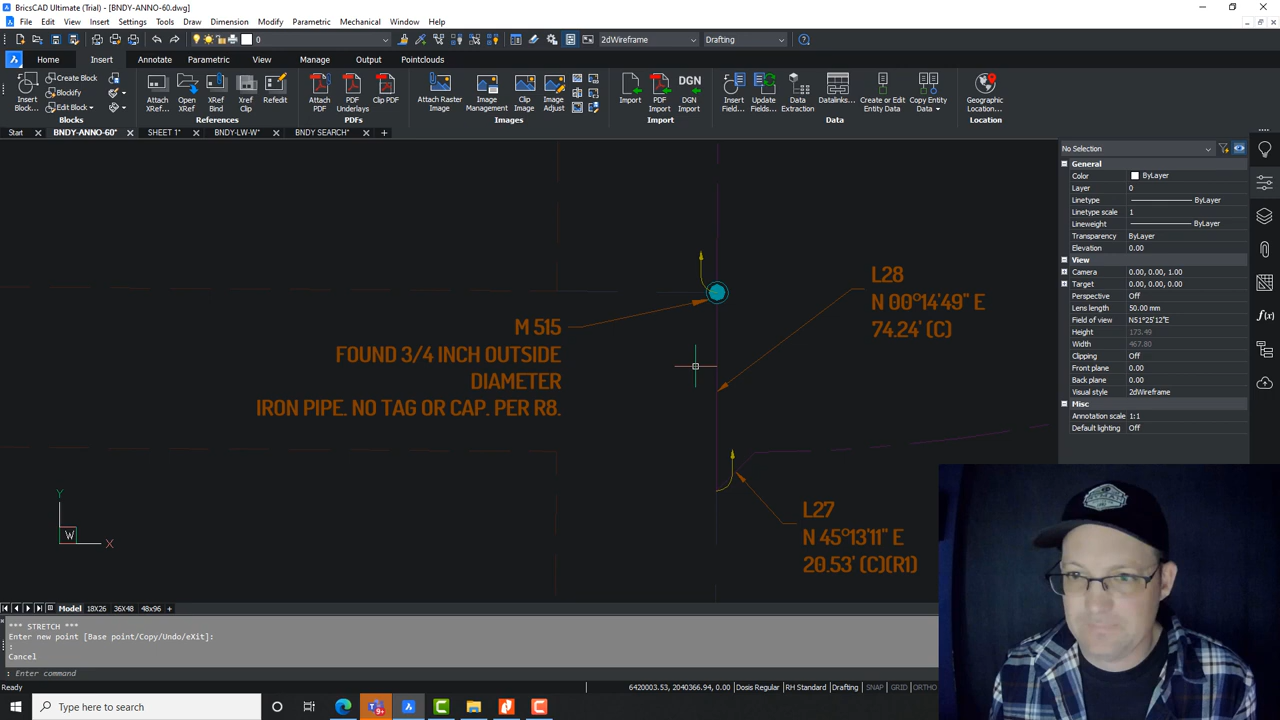 BricsCAD Ultimate (Trial) - [BNDY-ANNO-60.dwg]
File Edit View Insert Settings Tools Draw Dimension Modify Parametric Machine Window Help
0 2dWireframe Drafting
Home Insert Annotate Parametric View Manage Output Pointclouds
Insert Block...
Create Block
Blockify
Edit Block
Blocks
Attach XRef
Open XRef
XRef Bind
Xref Clip
Refedit
References
Attach PDF
PDF Underlays
Clip PDF
PDFs
Attach Raster Image
Image Management
Clip Image
Image Adjust
Images
Import
PDF Import
DGN
DGN Import
Import
Insert Field...
Update Fields...
Data Extraction
Datalinks...
Create or Edit Entity Data
Copy Entity Data
Data
Geographic Location...
Location
Start BNDY-ANNO-60* SHEET 1* BNDY-LW-W* BNDY SEARCH*
M 515
FOUND 3/4 INCH OUTSIDE
DIAMETER
IRON PIPE. NO TAG OR CAP. PER R8.
L28
N 00°14'49" E
74.24' (C)
L27
N 45°13'11" E
20.53' (C)(R1)
Y
W
X
No Selection
General
Color ByLayer
Layer 0
Linetype ByLayer
Linetype scale 1
Lineweight ByLayer
Transparency ByLayer
Elevation 0.00
View
Camera 0.00, 0.00, 1.00
Target 0.00, 0.00, 0.00
Perspective Off
Lens length 50.00 mm
Field of view N51°25'12"E
Height 173.49
Width 467.80
Clipping Off
Front plane 0.00
Back plane 0.00
Visual style 2dWireframe
Misc
Annotation scale 1:1
Default lighting Off
Model 18X26 36X48 48x96
*** STRETCH ***
Enter new point [Base point/Copy/Undo/eXit]:
:
Cancel
: Enter command
Ready 6420003.53, 2040366.94, 0.00 Dosis Regular RH Standard Drafting SNAP GRID ORTHO
Type here to search
9+